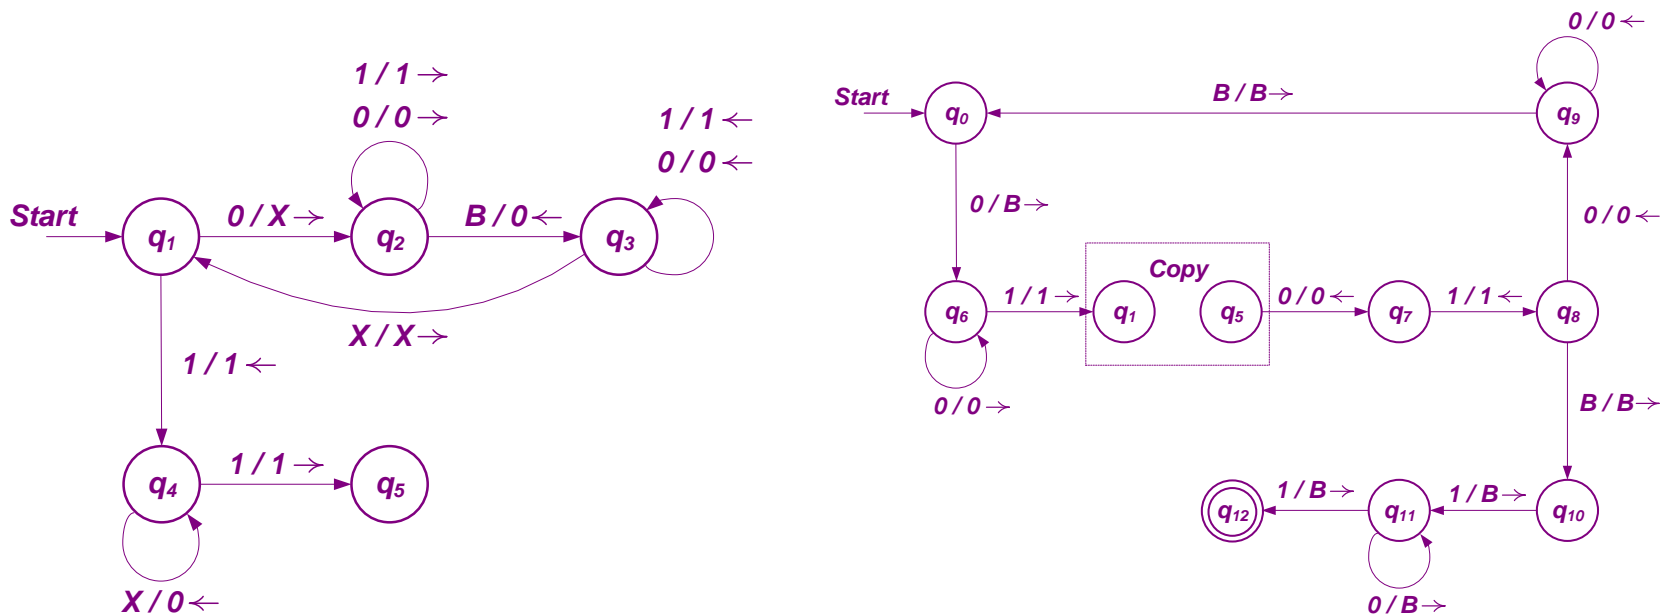 1 / 1 →
0 / 0 →
1 / 1 ←
0 / 0 ←
Start
0 / X →
B / 0 ←
q1
q2
q3
X / X →
1 / 1 ←
1 / 1 →
q4
q5
X / 0 ←
0 / 0 ←
Start
B / B →
q0
q9
0 / B →
0 / 0 ←
Copy
1 / 1 →
0 / 0 ←
1 / 1 ←
q6
q1
q5
q7
q8
0 / 0 →
B / B →
1 / B →
1 / B →
q12
q11
q10
0 / B →